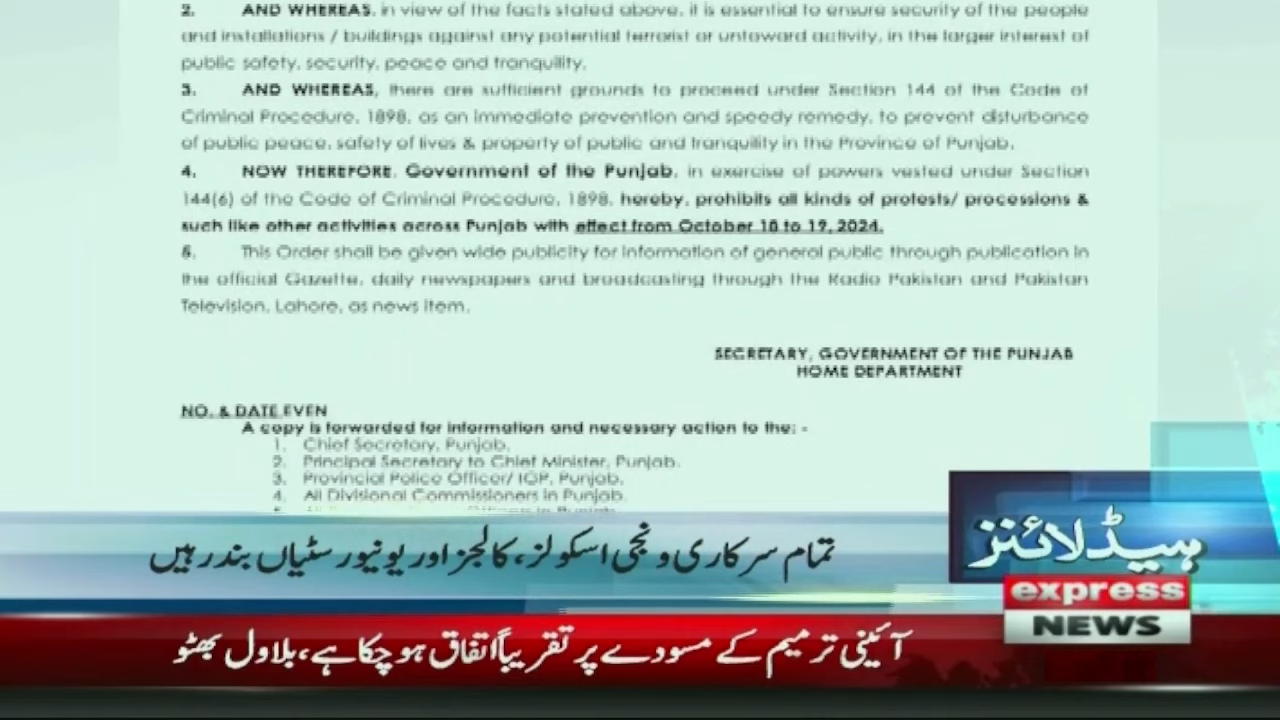 2. AND WHEREAS, in view of the facts stated above, it is essential to ensure security of the people
and installations / buildings against any potential terrorist or untoward activity, in the larger interest of
public safety, security, peace and tranquility.
3. AND WHEREAS, there are sufficient grounds to proceed under Section 144 of the Code of
Criminal Procedure, 1898, as an immediate prevention and speedy remedy, to prevent disturbance
of public peace, safety of lives & property of public and tranquility in the Province of Punjab.
4. NOW THEREFORE, Government of the Punjab, in exercise of powers vested under Section
144(6) of the Code of Criminal Procedure, 1898, hereby, prohibits all kinds of protests/ processions &
such like other activities across Punjab with effect from October 18 to 19, 2024.
5. This Order shall be given wide publicity for information of general public through publication in
the official Gazette, daily newspapers and broadcasting through the Radio Pakistan and Pakistan
Television, Lahore, as news item.
SECRETARY, GOVERNMENT OF THE PUNJAB
HOME DEPARTMENT
NO. & DATE EVEN
A copy is forwarded for information and necessary action to the: -
1. Chief Secretary, Punjab.
2. Principal Secretary to Chief Minister, Punjab.
3. Provincial Police Officer/ IGP, Punjab.
4. All Divisional Commissioners in Punjab.
تمام سرکاری و نجی اسکولز، کالجز اور یونیورسٹیاں بند رہیں
ہیڈلائنز
express
NEWS
آئینی ترمیم کے مسودے پر تقریباً اتفاق ہو چکا ہے، بلاول بھٹو